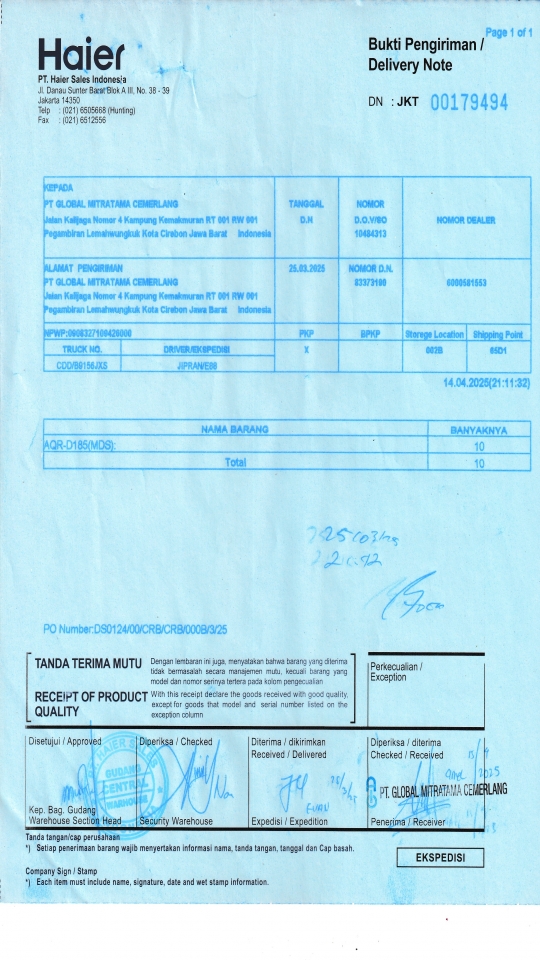 Page 1 of 1
Haier
Bukti Pengiriman /
Delivery Note
PT. Haier Sales Indonesia
Jl. Danau Sunter Barat Blok A III, No. 38 - 39
Jakarta 14350
Telp : (021) 6505668 (Hunting)
Fax : (021) 6512556
DN : JKT 00179494
KEPADA
PT GLOBAL MITRATAMA CEMERLANG
Jalan Kalijaga Nomor 4 Kampung Kemakmuran RT 001 RW 001
Pegambiran Lemahwungkuk Kota Cirebon Jawa Barat Indonesia
TANGGAL
D.N
NOMOR
D.O.V/SO
10484313
NOMOR DEALER
ALAMAT PENGIRIMAN
PT GLOBAL MITRATAMA CEMERLANG
Jalan Kalijaga Nomor 4 Kampung Kemakmuran RT 001 RW 001
Pegambiran Lemahwungkuk Kota Cirebon Jawa Barat Indonesia
25.03.2025
NOMOR D.N.
PKP
BPKP
Storege Location
Shipping Point
TRUCK NO.
DRIVER/EKSPEDISI
X
002B
65D1
14.04.2025(21:11:32)
NAMA BARANG
BANYAKNYA
AQR-D185(MDS):
10
Total
10
PO Number:DS0124/00/CRB/CRB/000B/3/25
TANDA TERIMA MUTU
Dengan lembaran ini juga, menyatakan bahwa barang yang diterima
tidak bermasalah secara manajemen mutu, kecuali barang yang
model dan nomor serinya tertera pada kolom pengecualian
RECEIPT OF PRODUCT
QUALITY
With this receipt declare the goods received with good quality,
except for goods that model and serial number listed on the
exception column
Perkecualian /
Exception
Disetujui / Approved
Diperiksa / Checked
Diterima / dikirimkan
Received / Delivered
Diperiksa / diterima
Checked / Received
GUDANG
CENTRAL
WAREHOUSE
PT. GLOBAL MITRATAMA CEMERLANG
Kep. Bag. Gudang
Warehouse Section Head
Security Warehouse
Expedisi / Expedition
Penerima / Receiver
Tanda tangan/cap perusahaan
*) Setiap penerimaan barang wajib menyertakan informasi nama, tanda tangan, tanggal dan Cap basah.
EKSPEDISI
Company Sign / Stamp
*) Each item must include name, signature, date and wet stamp information.